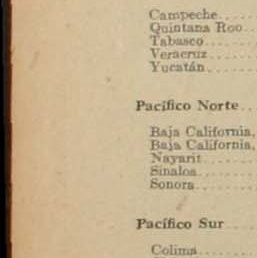 Campeche.....
Quintana Roo...
Tabasco.....
Veracruz.....
Yucatán.....
Pacífico Norte..
Baja California,
Baja California,
Nayarit.....
Sinaloa.....
Sonora.....
Pacífico Sur....
Colima.....